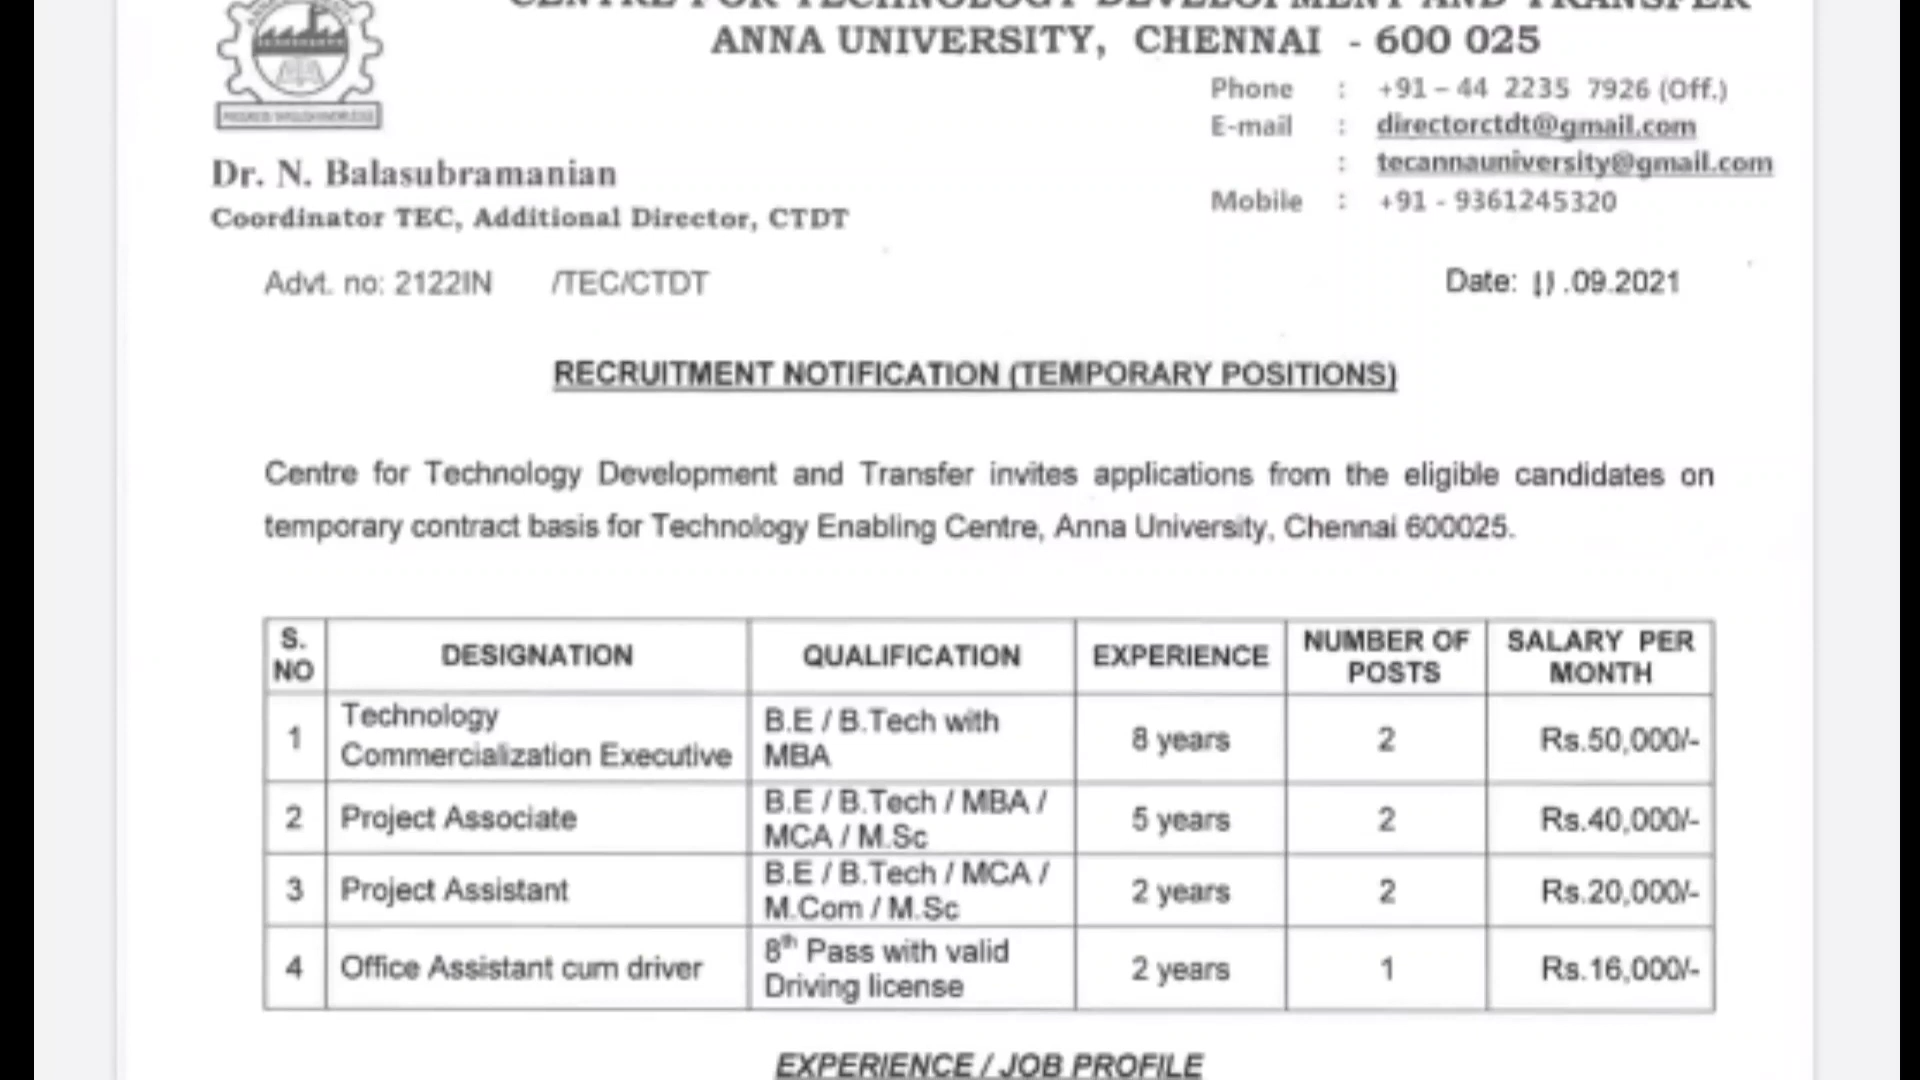 CENTRE FOR TECHNOLOGY DEVELOPMENT AND TRANSFER
ANNA UNIVERSITY, CHENNAI - 600 025
Phone : +91 – 44 2235 7926 (Off.)
E-mail : directorctdt@gmail.com
: tecannauniversity@gmail.com
Mobile : +91 - 9361245320
Dr. N. Balasubramanian
Coordinator TEC, Additional Director, CTDT
Advt. no: 2122IN /TEC/CTDT
Date: 11.09.2021
RECRUITMENT NOTIFICATION (TEMPORARY POSITIONS)
Centre for Technology Development and Transfer invites applications from the eligible candidates on
temporary contract basis for Technology Enabling Centre, Anna University, Chennai 600025.
S. NO DESIGNATION QUALIFICATION EXPERIENCE NUMBER OF POSTS SALARY PER MONTH
1 Technology Commercialization Executive B.E / B.Tech with MBA 8 years 2 Rs.50,000/-
2 Project Associate B.E / B.Tech / MBA / MCA / M.Sc 5 years 2 Rs.40,000/-
3 Project Assistant B.E / B.Tech / MCA / M.Com / M.Sc 2 years 2 Rs.20,000/-
4 Office Assistant cum driver 8th Pass with valid Driving license 2 years 1 Rs.16,000/-
EXPERIENCE / JOB PROFILE